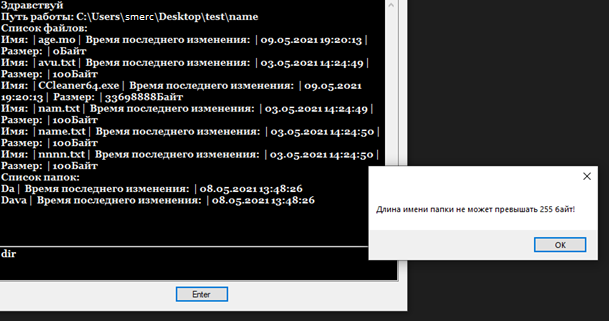 Здравствуй
Путь работы: C:\Users\smerc\Desktop\test\name
Список файлов:
Имя: |age.mo| Время последнего изменения: |09.05.2021 19:20:13 |
Размер: |0Байт
Имя: |avu.txt| Время последнего изменения: |03.05.2021 14:24:49 |
Размер: |100Байт
Имя: |CCleaner64.exe| Время последнего изменения: |09.05.2021
19:20:13 | Размер: |33698888Байт
Имя: |nam.txt| Время последнего изменения: |03.05.2021 14:24:49 |
Размер: |100Байт
Имя: |name.txt| Время последнего изменения: |03.05.2021 14:24:50 |
Размер: |100Байт
Имя: |nnnn.txt| Время последнего изменения: |03.05.2021 14:24:50 |
Размер: |100Байт
Список папок:
Da| Время последнего изменения: |08.05.2021 13:48:26
Dava| Время последнего изменения: |08.05.2021 13:48:26
Длина имени папки не может превышать 255 байт!
OK
dir
Enter